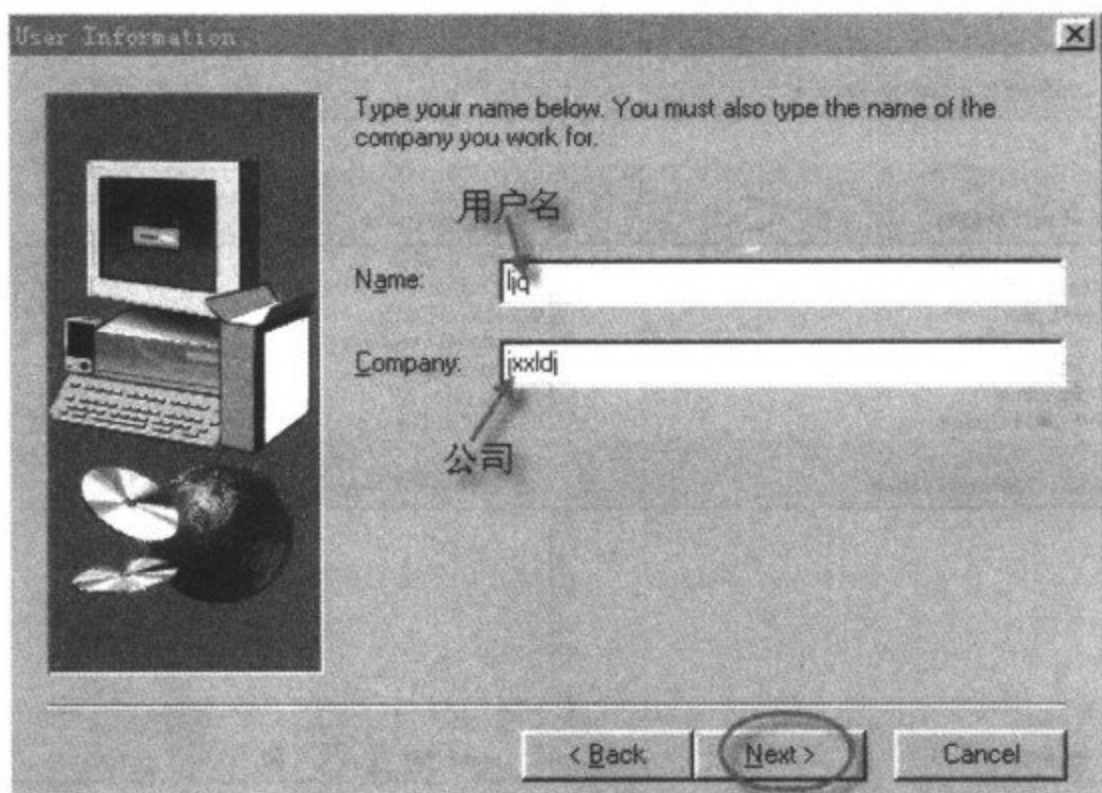 User Information
Type your name below. You must also type the name of the
company you work for.
用户名
Name: ljq
Company: jxxldj
公司
< Back
Next >
Cancel